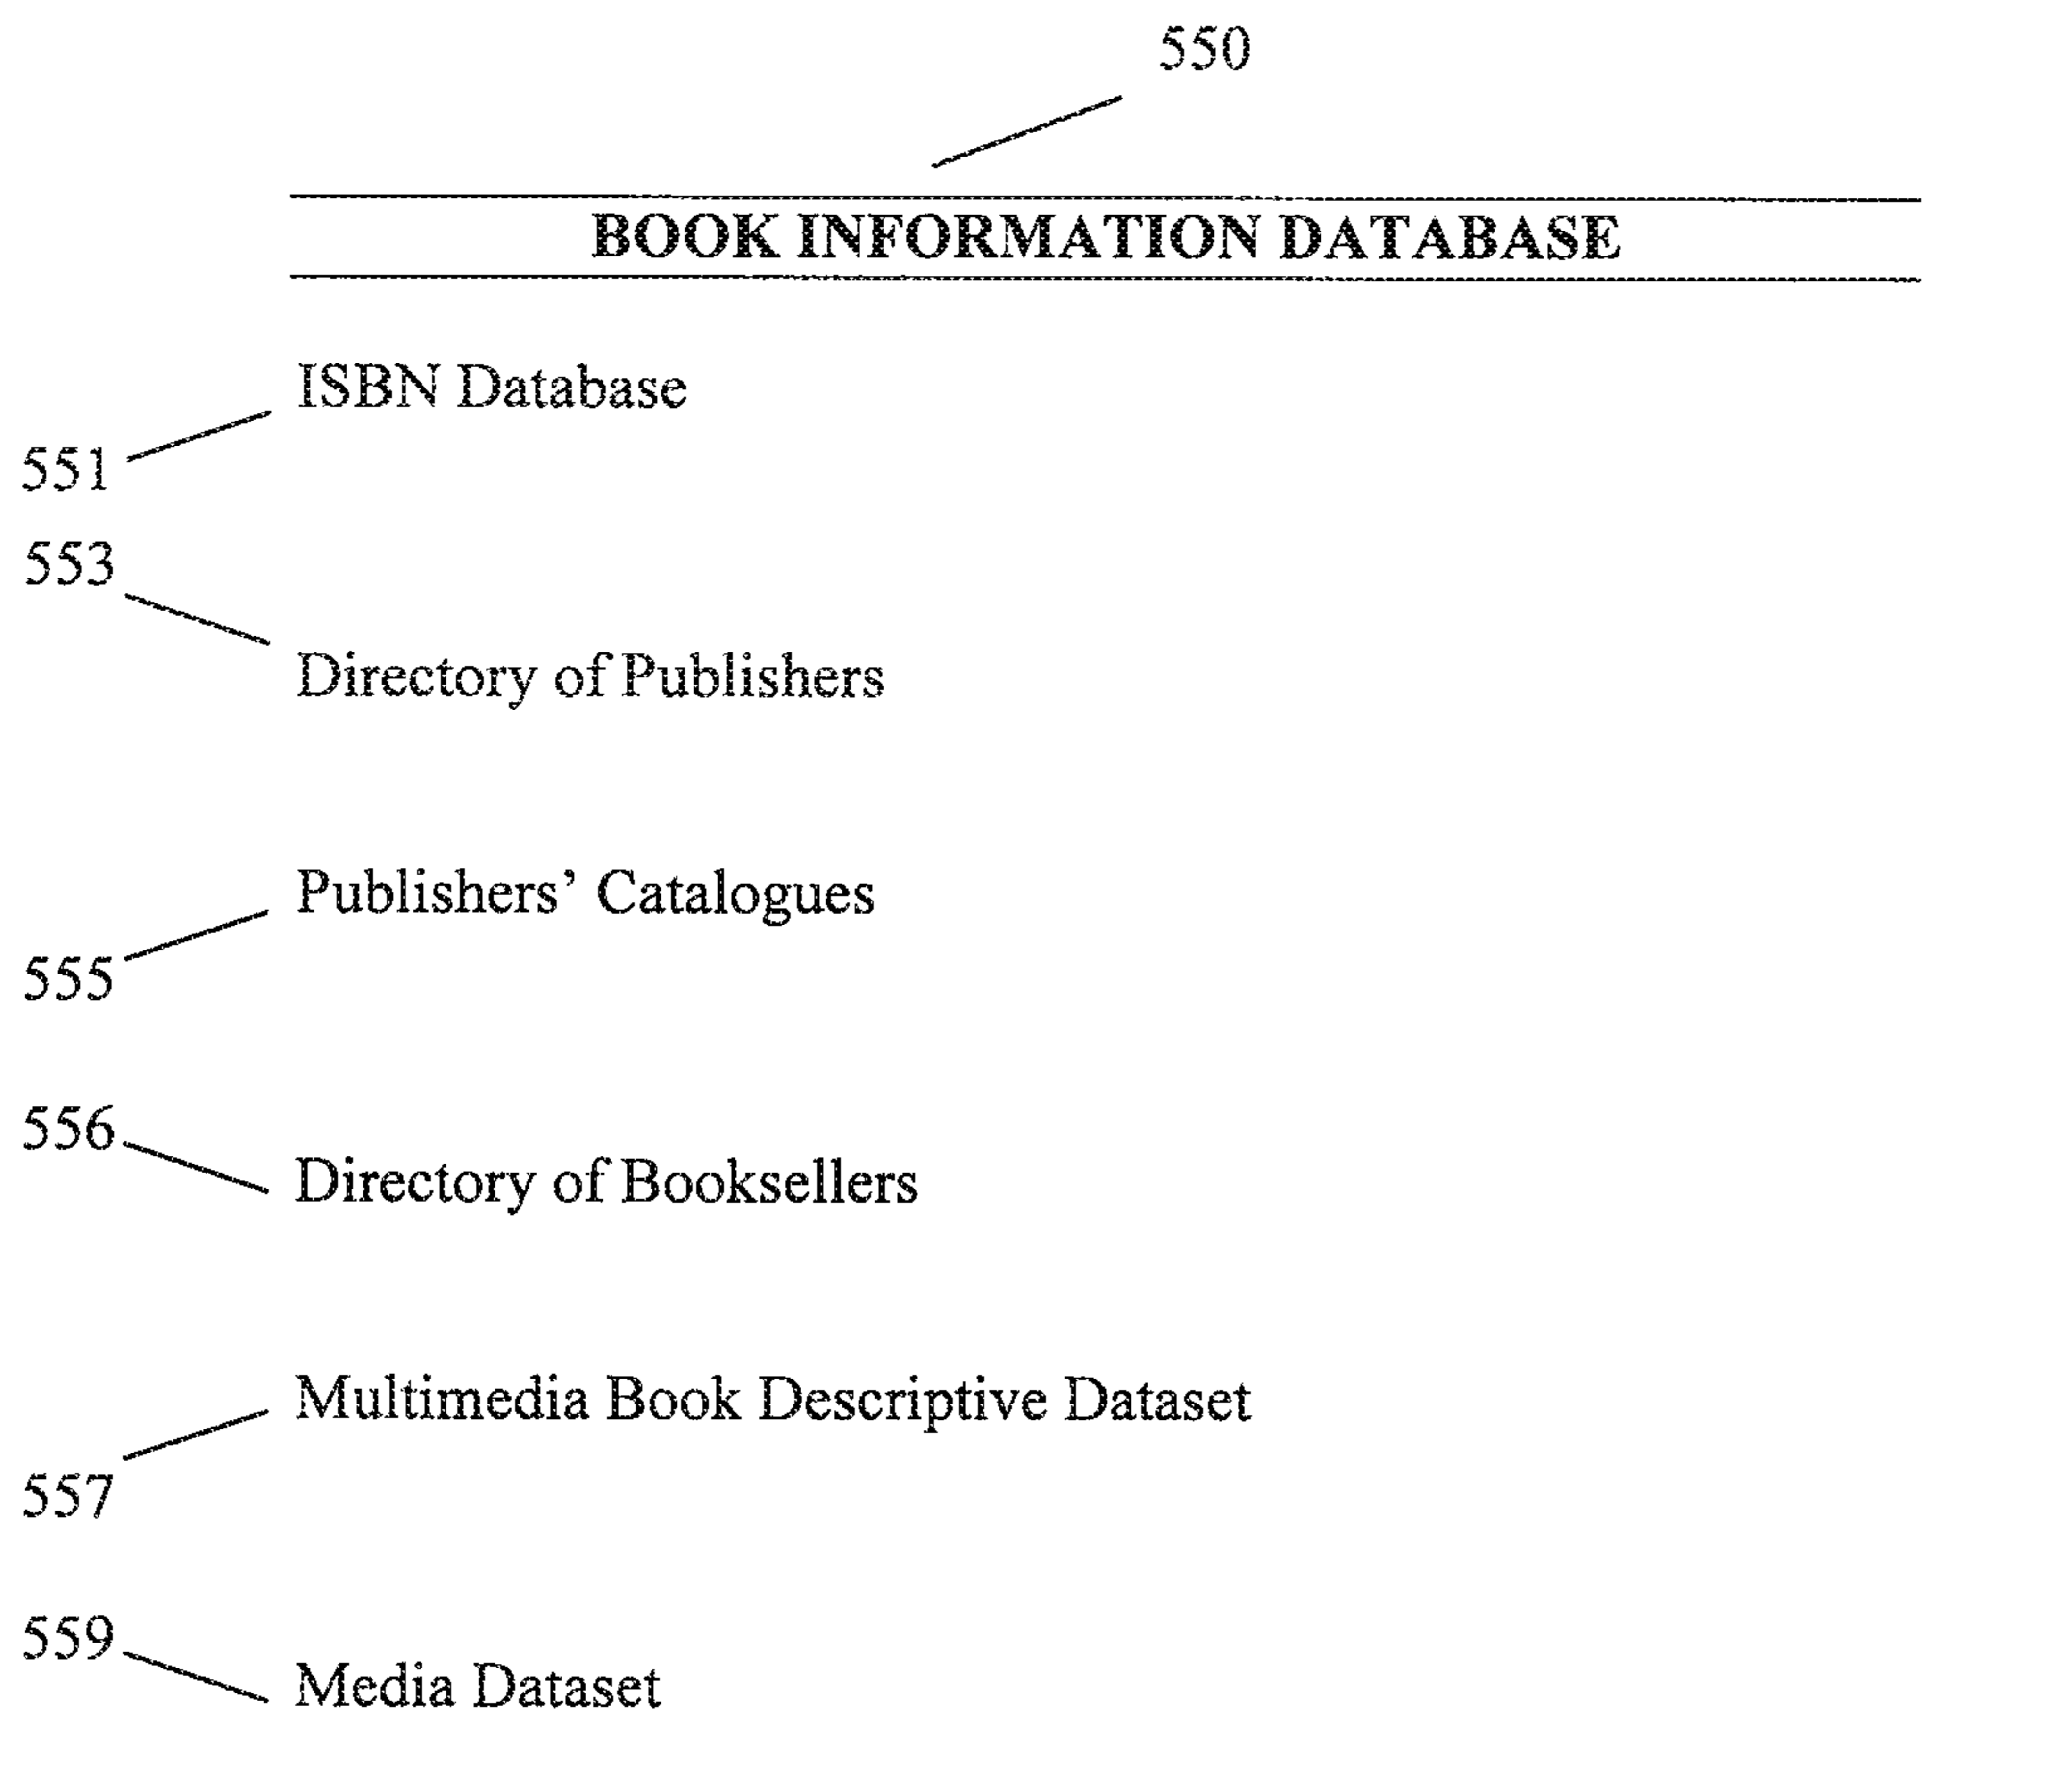 550
BOOK INFORMATION DATABASE
ISBN Database
551
553
Directory of Publishers
Publishers’ Catalogues
555
556
Directory of Booksellers
Multimedia Book Descriptive Dataset
557
559
Media Dataset